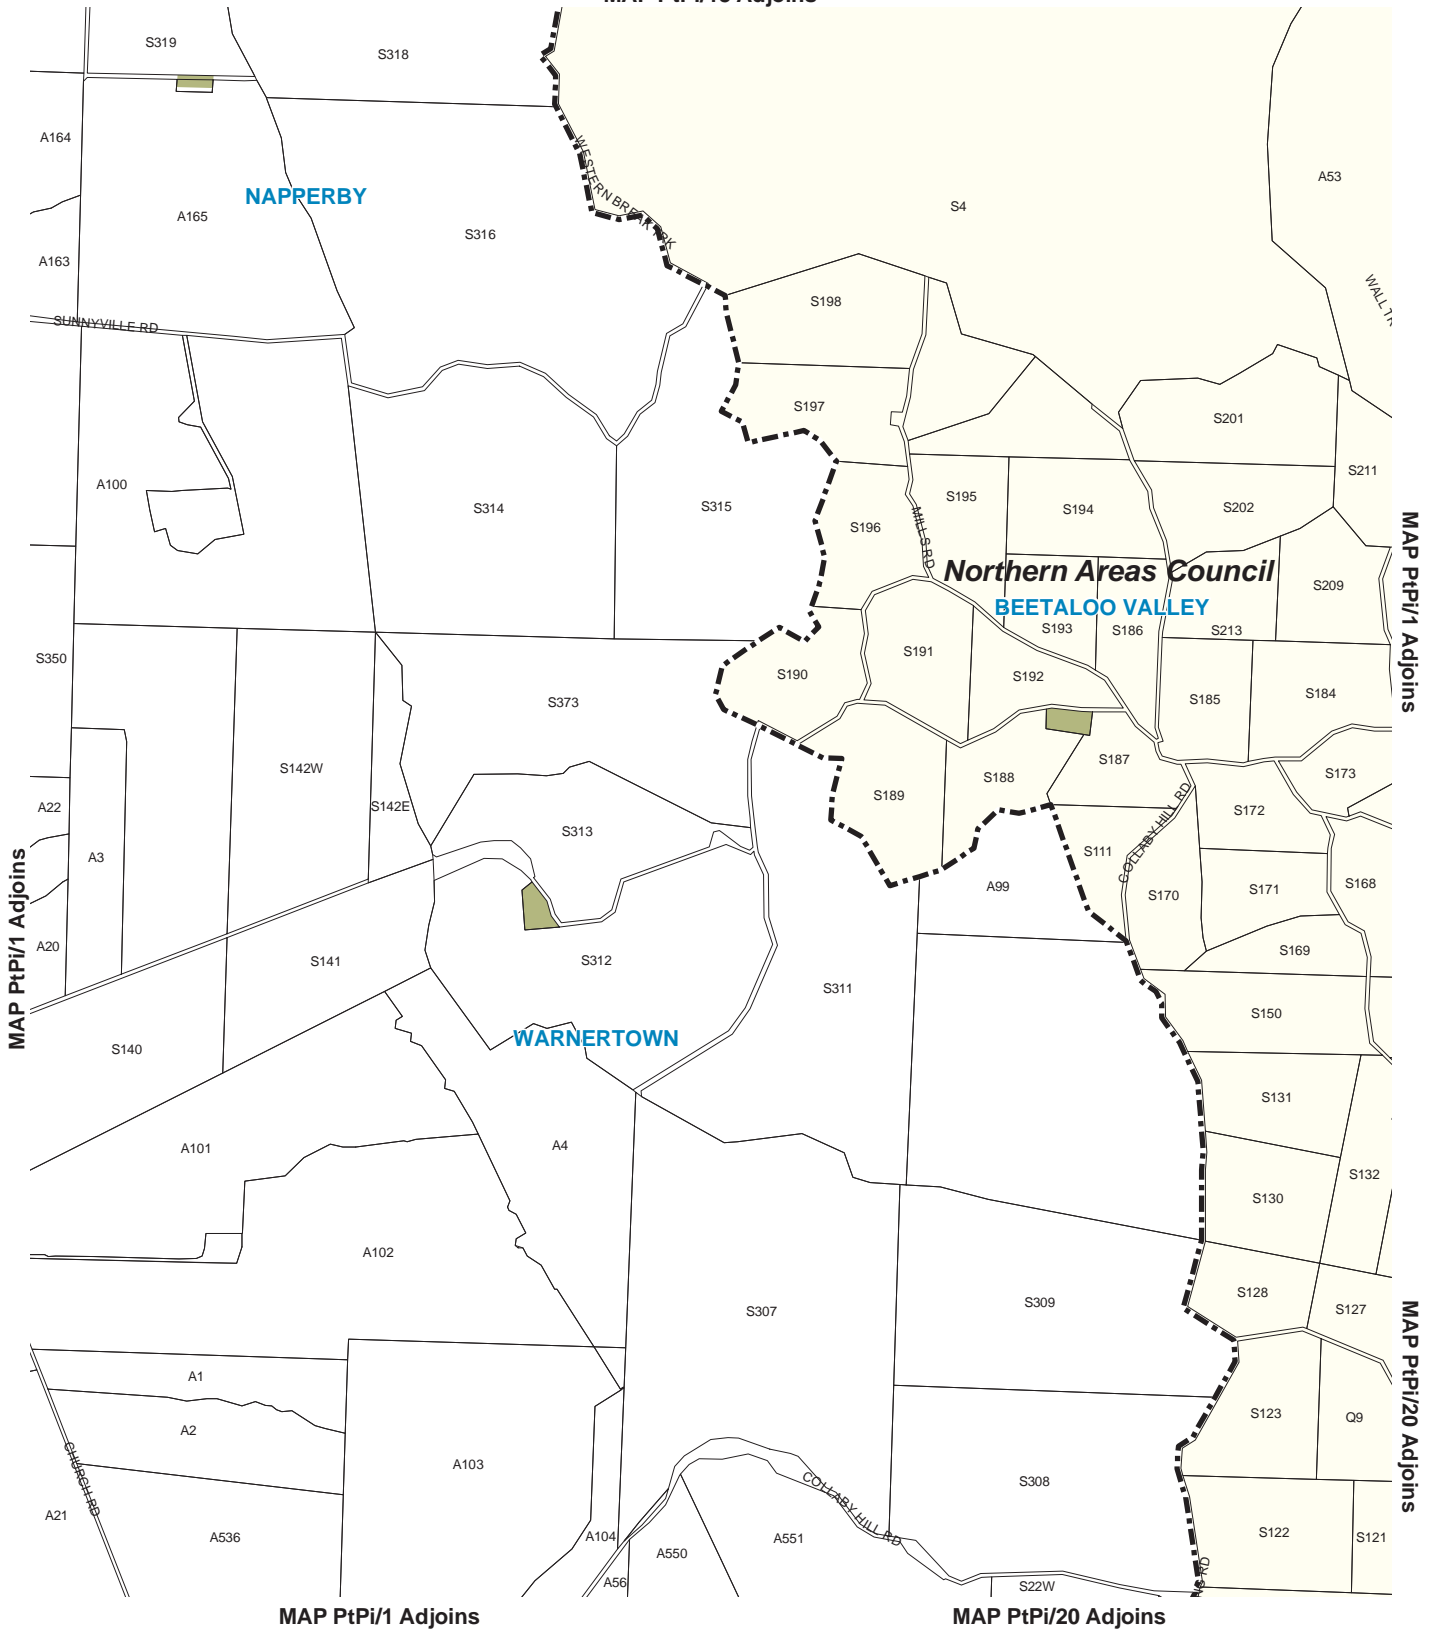 S319
S318
A164
A53
NAPPERBY
A165
WESTERN BREAK TRK
S4
S316
A163
WALL TR
S198
SUNNYVILLE RD
S197
S201
S211
A100
S195
S314
S315
S194
S202
S196
MILLS RD
MAP PtPi/1 Adjoins
Northern Areas Council
S209
BEETALOO VALLEY
S193
S186
S213
S191
S350
S190
S192
S184
S185
S373
S187
S142W
S173
S188
S189
A22
S142E
S172
S313
COLLABY HILL RD
S111
A3
S168
A99
S171
S170
MAP PtPi/1 Adjoins
A20
S169
S141
S312
S311
S150
WARNERTOWN
S140
S131
A4
A101
S132
S130
A102
S128
S309
S127
S307
MAP PtPi/20 Adjoins
A1
S123
Q9
A2
A103
CHURCH RD
S308
COLLABY HILL RD
A21
S122
A104
S121
A536
A551
A550
A56
S22W
RD
MAP PtPi/1 Adjoins
MAP PtPi/20 Adjoins